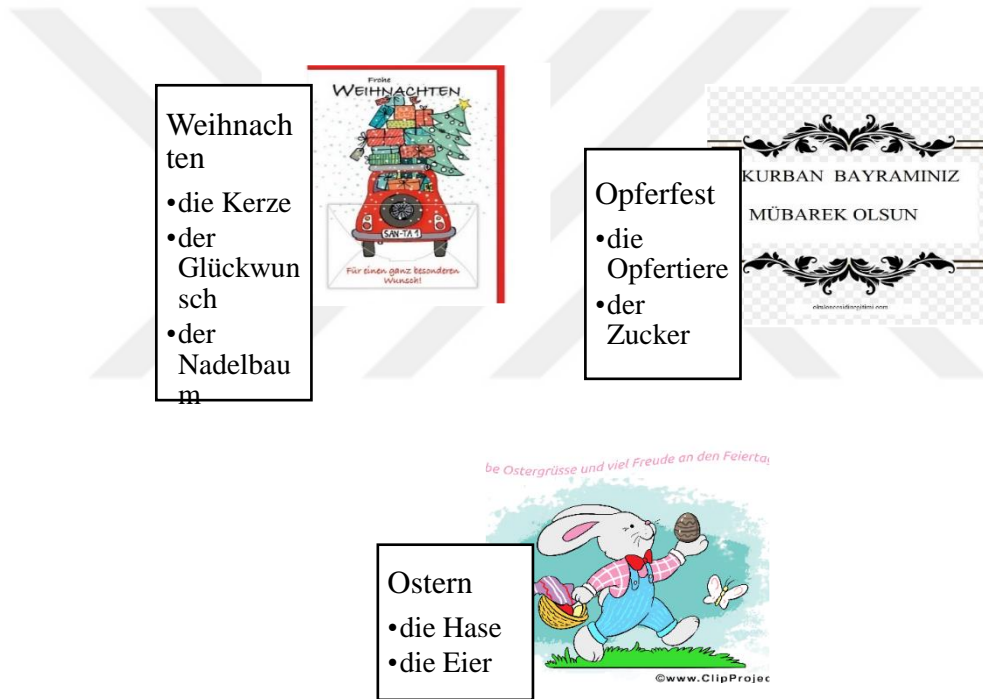 Weihnach
ten
•die Kerze
•der
Glückwun
sch
•der
Nadelbau
m
Frohe
WEIHNACHTEN
SAN-TA 1
Für einen ganz besonderen
Wunsch!
Opferfest
•die
Opfertiere
•der
Zucker
KURBAN BAYRAMINIZ
MÜBAREK OLSUN
be Ostergrüsse und viel Freude an den Feiertag
Ostern
•die Hase
•die Eier
©www.ClipProjec